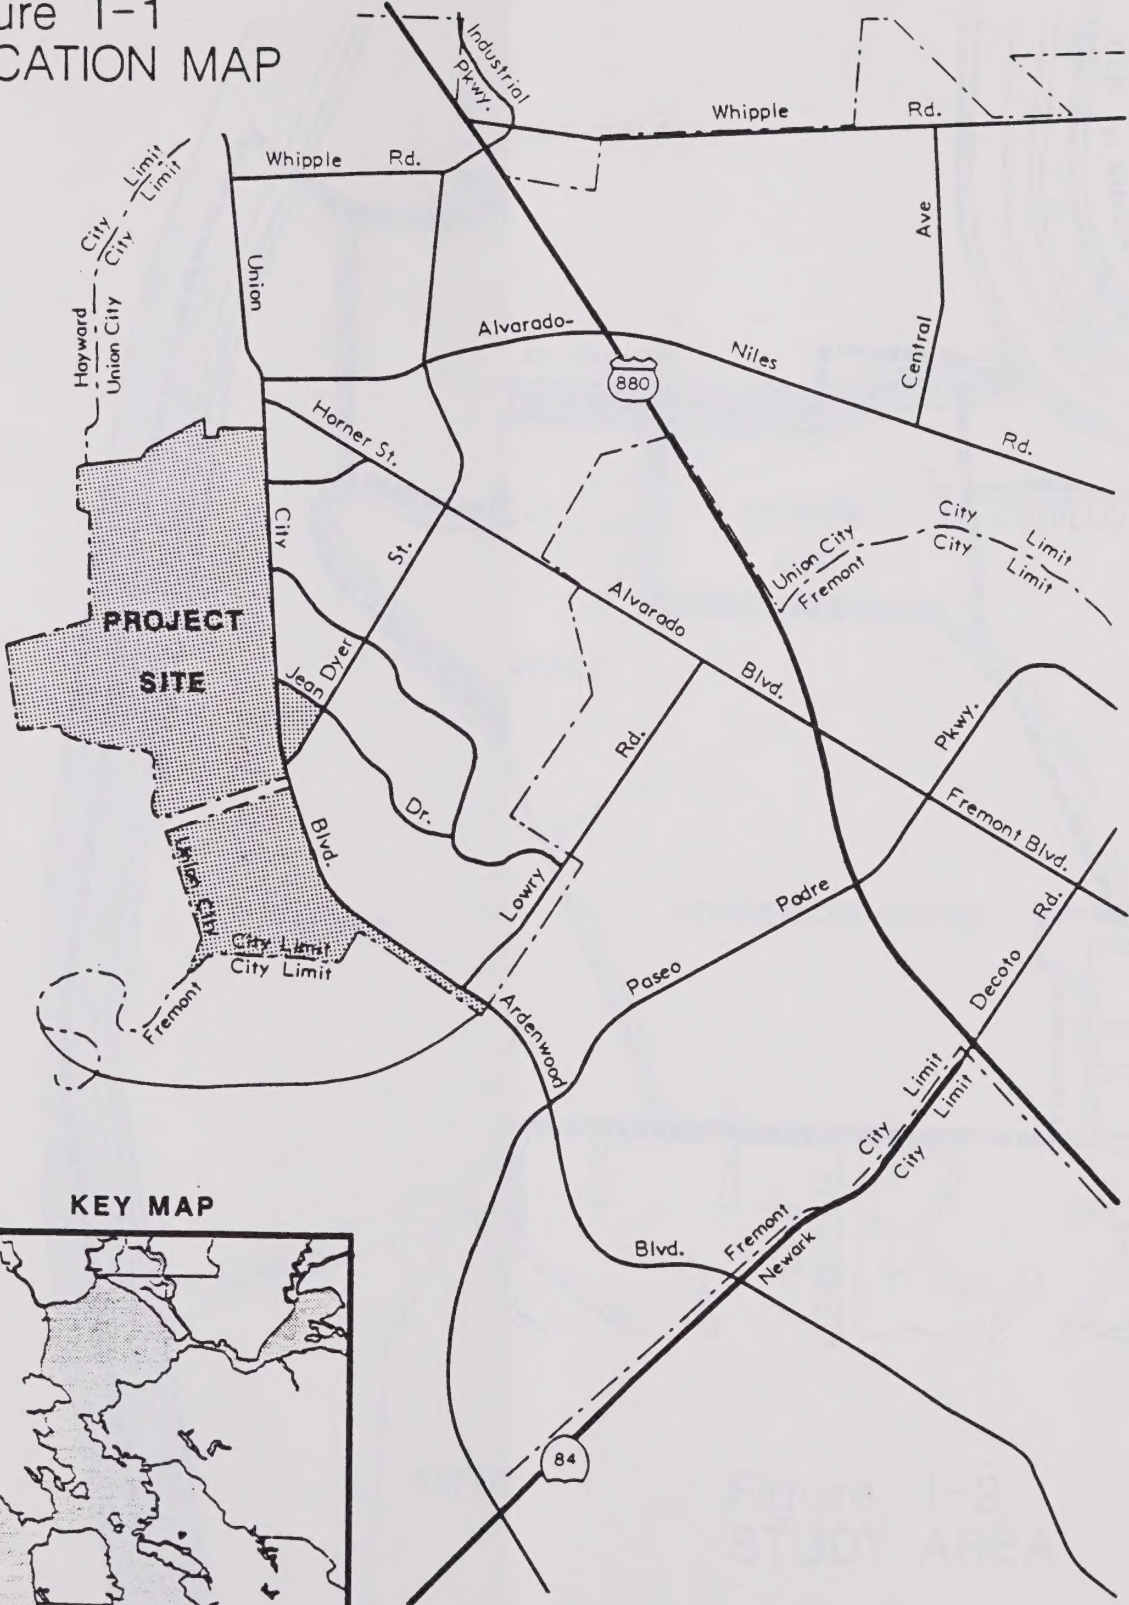 ure 1-1
CATION MAP
Industrial
Pkwy.
Whipple Rd.
Whipple Rd.
City Limit
City Limit
Hayward
Union City
Union
City
Blvd.
Alvarado-
Niles
Rd.
880
Central
Ave
Horner St.
St.
Jean Dyer
Dr.
PROJECT
SITE
Union City
Fremont
City Limit
City Limit
Alvarado
Blvd.
Lowry
Rd.
Pkwy.
Fremont Blvd.
Padre
Paseo
Decoto
Rd.
Union City
City Limit
City Limit
Fremont
Ardenwood
Blvd.
City Limit
City Limit
Fremont
Newark
84
KEY MAP
Figure 1-2
STUDY AREA